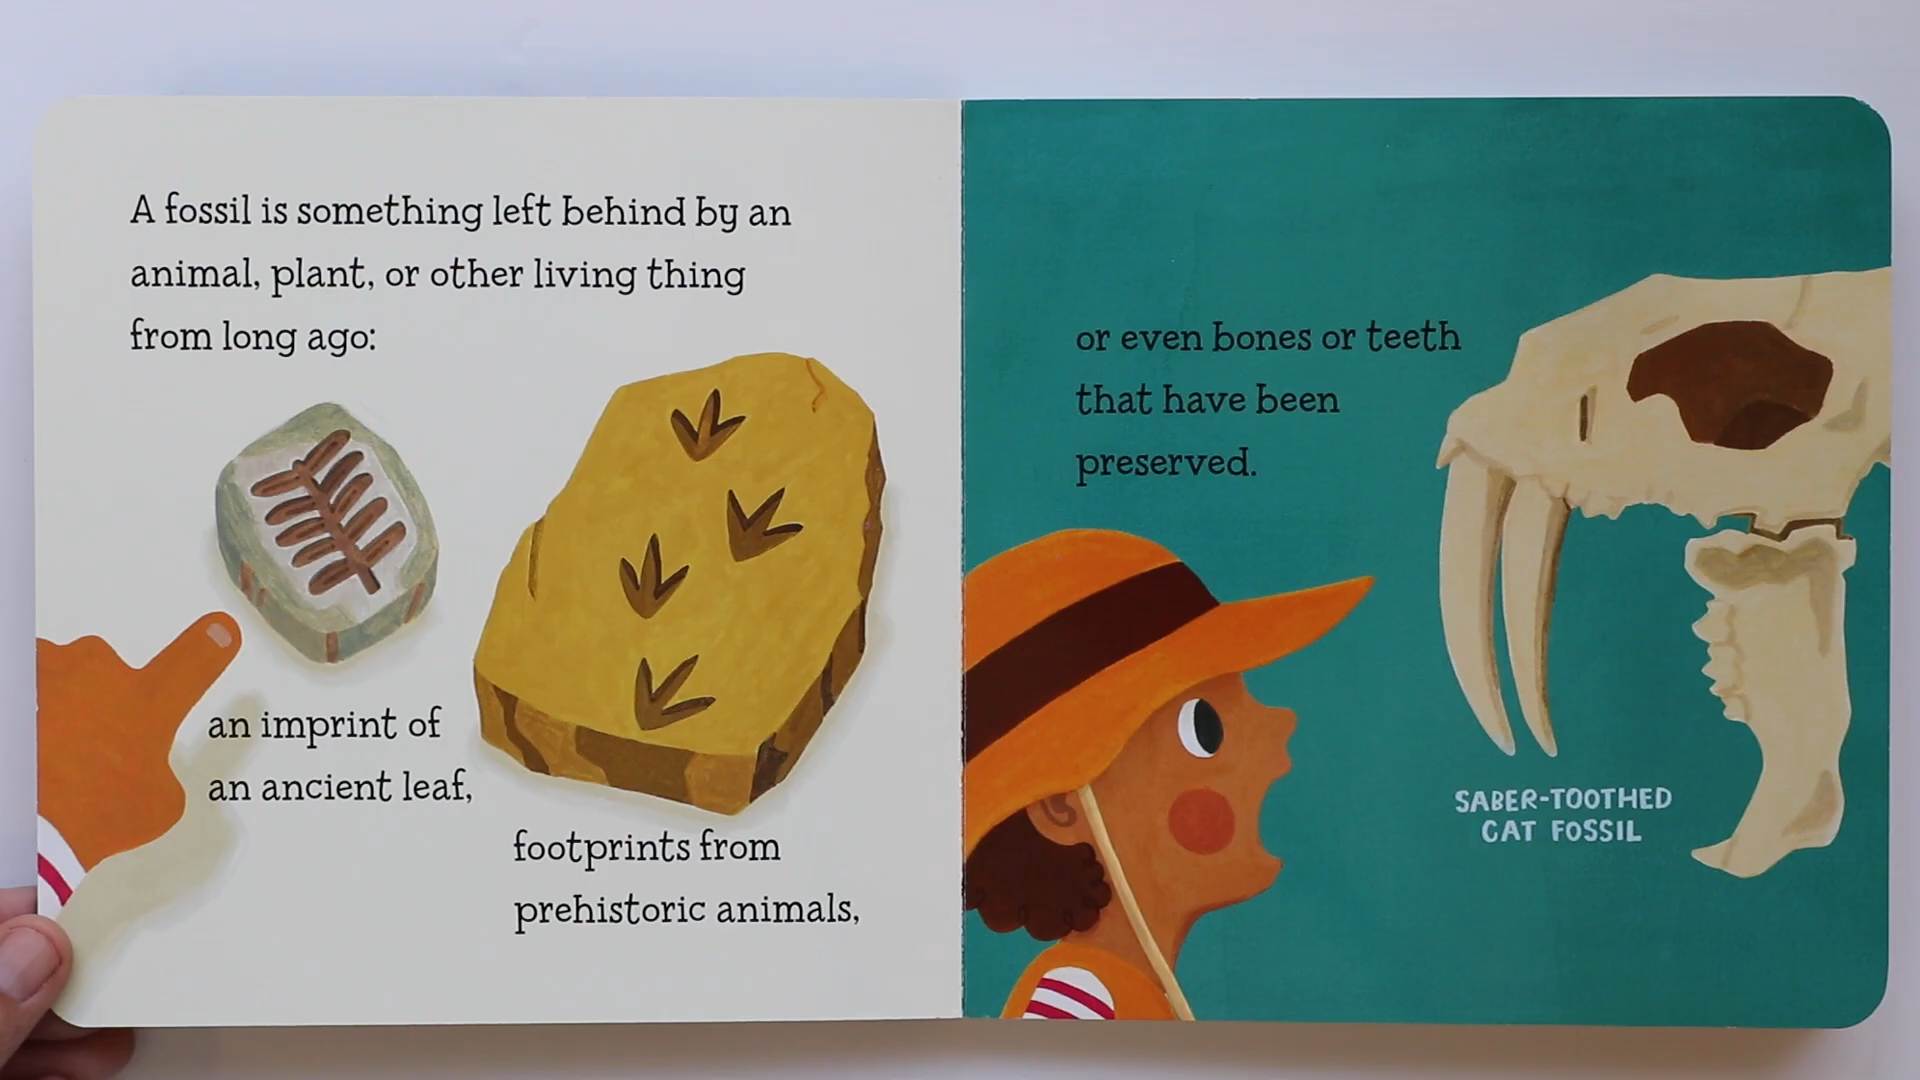 A fossil is something left behind by an
animal, plant, or other living thing
from long ago:
an imprint of
an ancient leaf,
footprints from
prehistoric animals,
or even bones or teeth
that have been
preserved.
SABER-TOOTHED
CAT FOSSIL